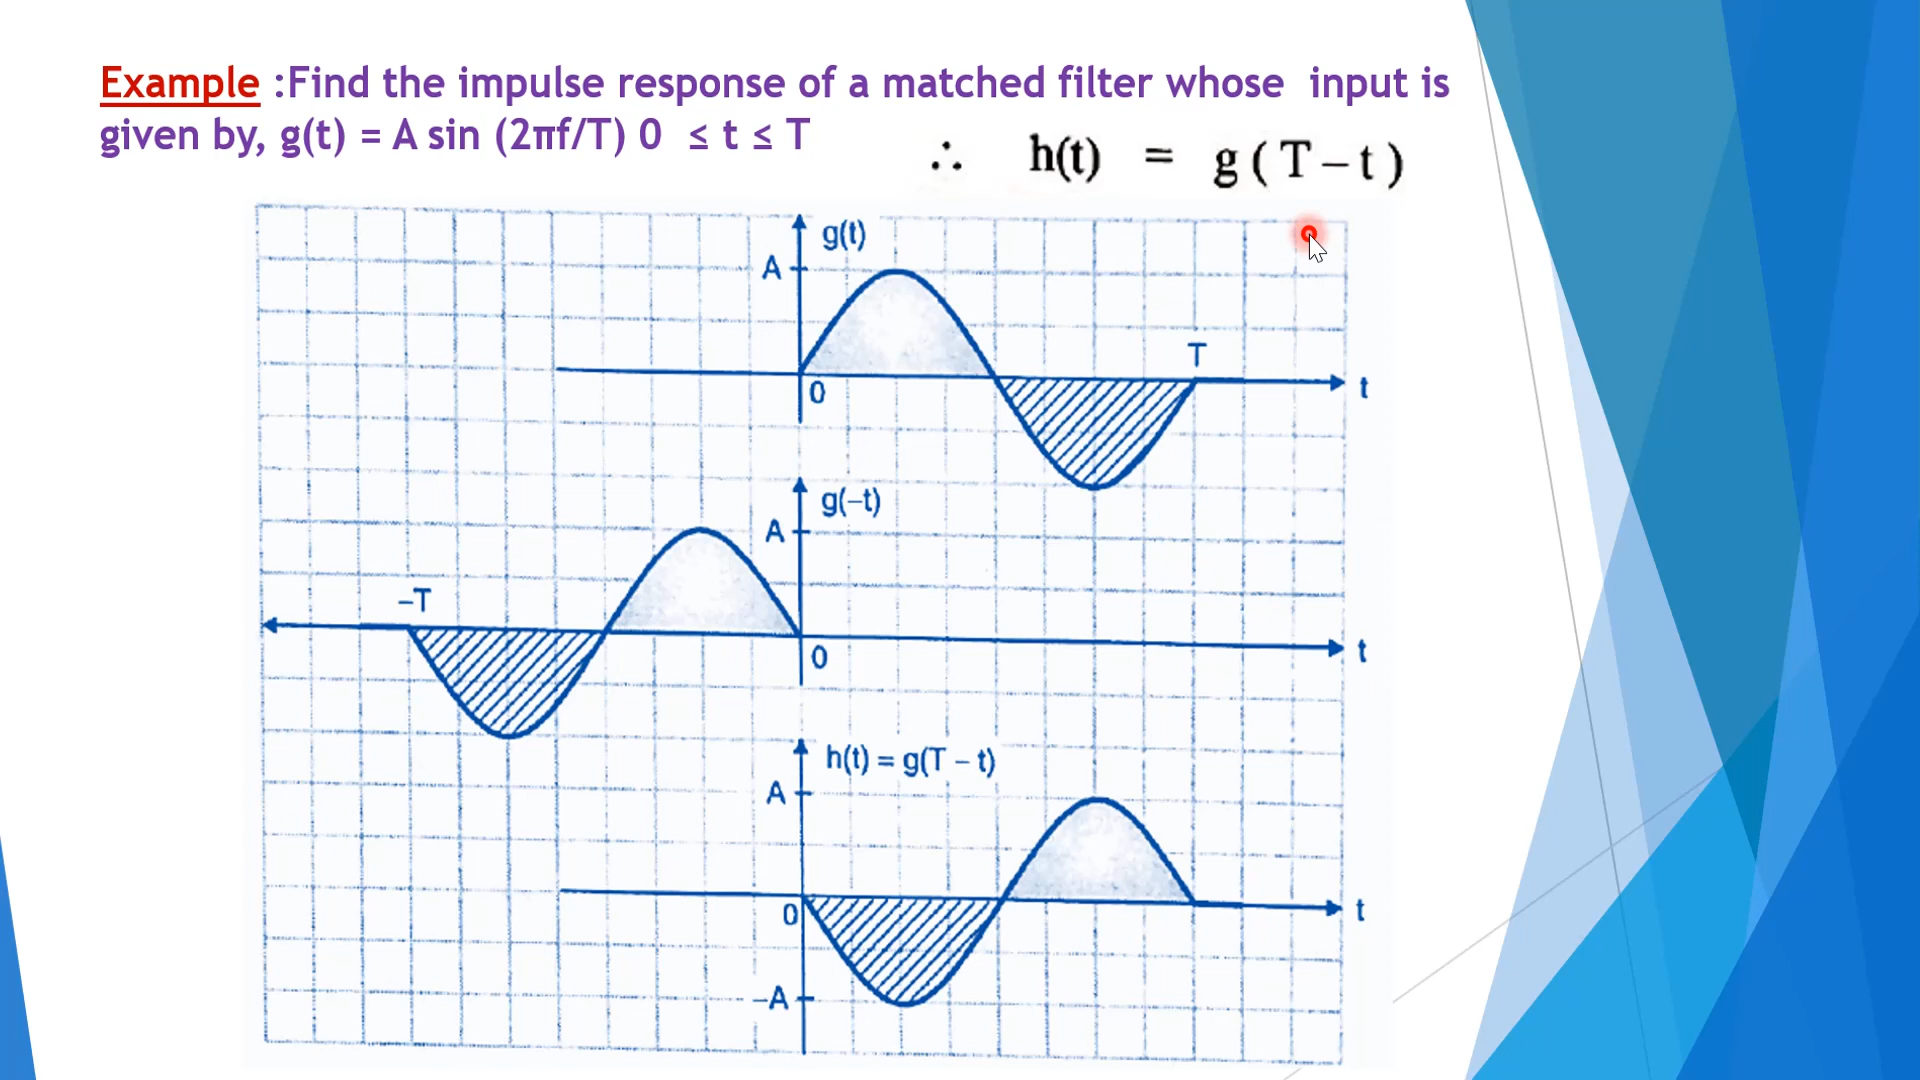 Example :Find the impulse response of a matched filter whose input is
given by, g(t) = A sin (2πf/T) 0 ≤ t ≤ T
∴ h(t) = g ( T – t )
g(t)
A
T
0
t
g(–t)
A
–T
0
t
h(t) = g(T – t)
A
0
t
–A